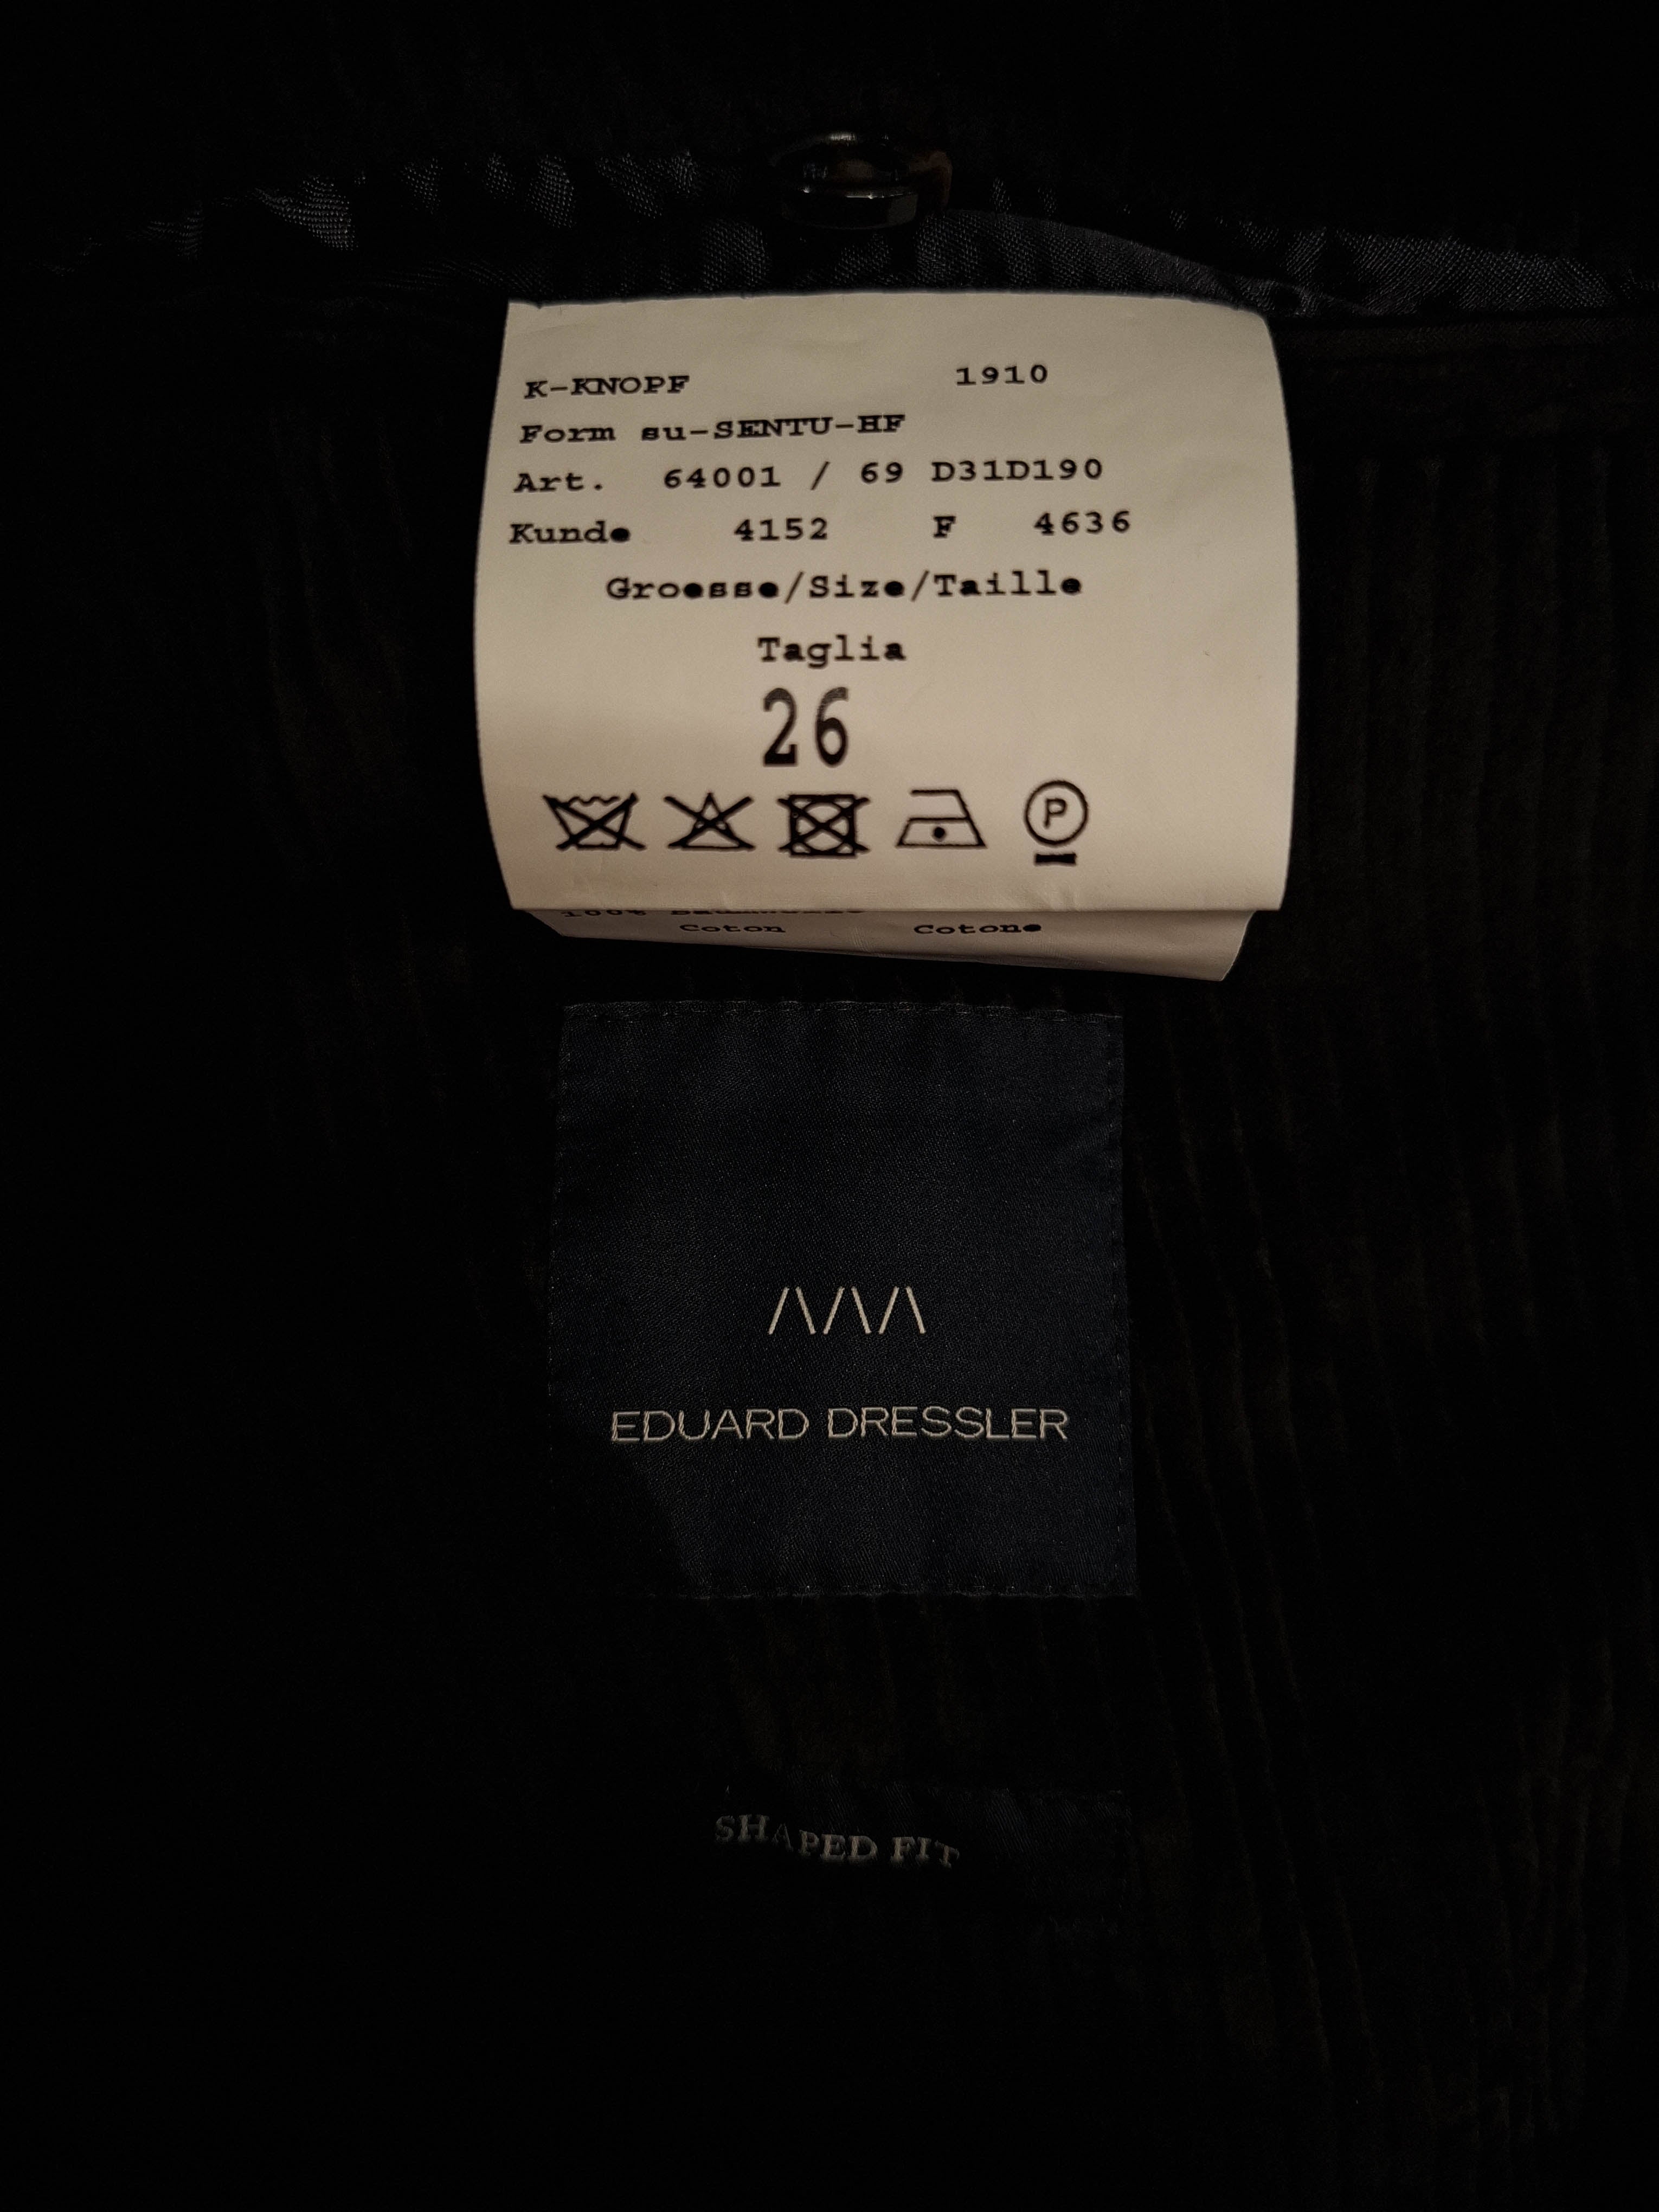 K-KNOPF 1910
Form su-SENTU-HF
Art. 64001 / 69 D31D190
Kunde 4152 F 4636
Groesse/Size/Taille
Taglia
26
P
100%
Coton Cotone
EDUARD DRESSLER
SHAPED FIT